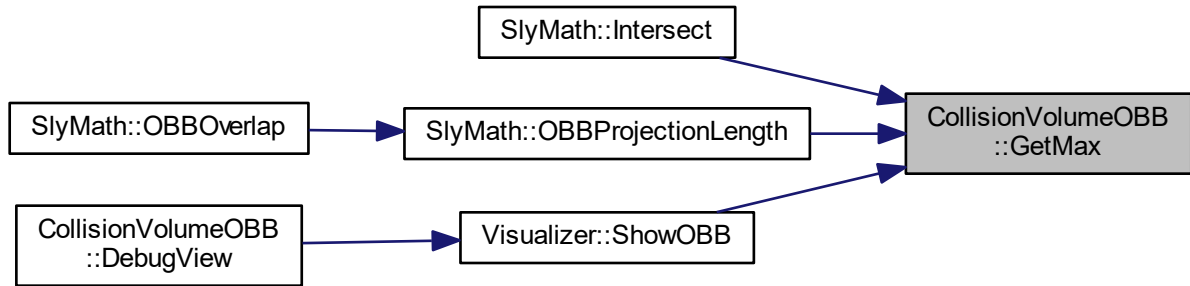 SlyMath::Intersect
CollisionVolumeOBB
::GetMax
SlyMath::OBBOverlap
SlyMath::OBBProjectionLength
CollisionVolumeOBB
::DebugView
Visualizer::ShowOBB